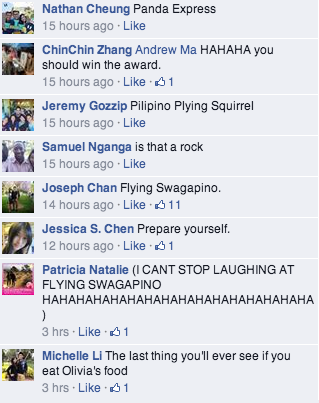 Nathan Cheung Panda Express
15 hours ago · Like
ChinChin Zhang Andrew Ma HAHAHA you
should win the award.
15 hours ago · Like · 1
Jeremy Gozzip Pilipino Plying Squirrel
15 hours ago · Like
Samuel Nganga is that a rock
15 hours ago · Like
Joseph Chan Flying Swagapino.
14 hours ago · Like · 11
Jessica S. Chen Prepare yourself.
12 hours ago · Like · 1
Patricia Natalie (I CANT STOP LAUGHING AT
FLYING SWAGAPINO
HAHAHAHAHAHAHAHAHAHAHAHAHAHAHAHA
)
3 hrs · Like · 1
Michelle Li The last thing you'll ever see if you
eat Olivia's food
3 hrs · Like · 1